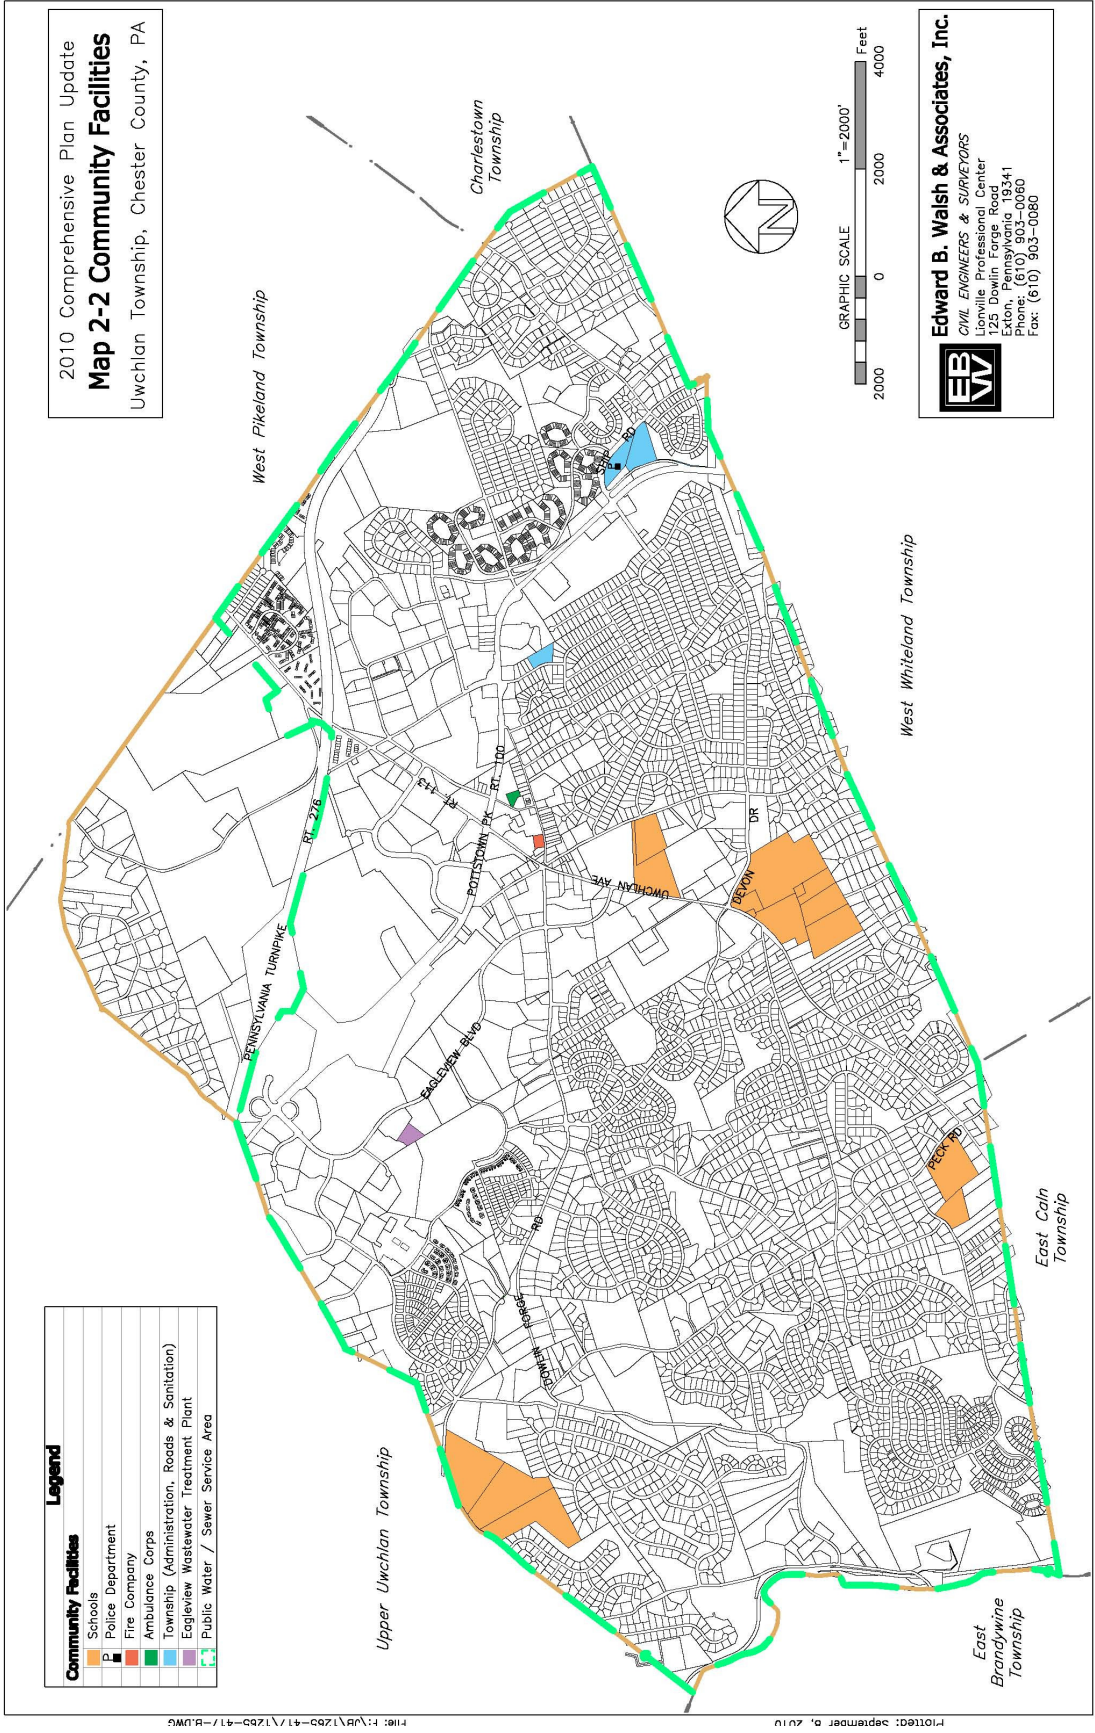 2010 Comprehensive Plan Update
Map 2-2 Community Facilities
Uwchlan Township, Chester County, PA
Legend
Community Facilities
Schools
P Police Department
Fire Company
Ambulance Corps
Township (Administration, Roads & Sanitation)
Eagleview Wastewater Treatment Plant
Public Water / Sewer Service Area
Upper Uwchlan Township
West Pikeland Township
Charlestown
Township
West Whiteland Township
East Caln
Township
East
Brandywine
Township
PENNSYLVANIA TURNPIKE
RT. 276
RT. 113
POTTSTOWN PK
RT. 100
EAGLEVIEW BLVD
UWCHLAN AVE
DEVON
DR
SHIP
RD
P
DOWLIN
FORGE
RD
PECK RD
N
GRAPHIC SCALE
1"=2000'
2000
0
2000
4000
Feet
EBW
Edward B. Walsh & Associates, Inc.
CIVIL ENGINEERS & SURVEYORS
Lionville Professional Center
125 Dowlin Forge Road
Exton, Pennsylvania 19341
Phone: (610) 903-0060
Fax: (610) 903-0080
Plotted: September 8, 2010